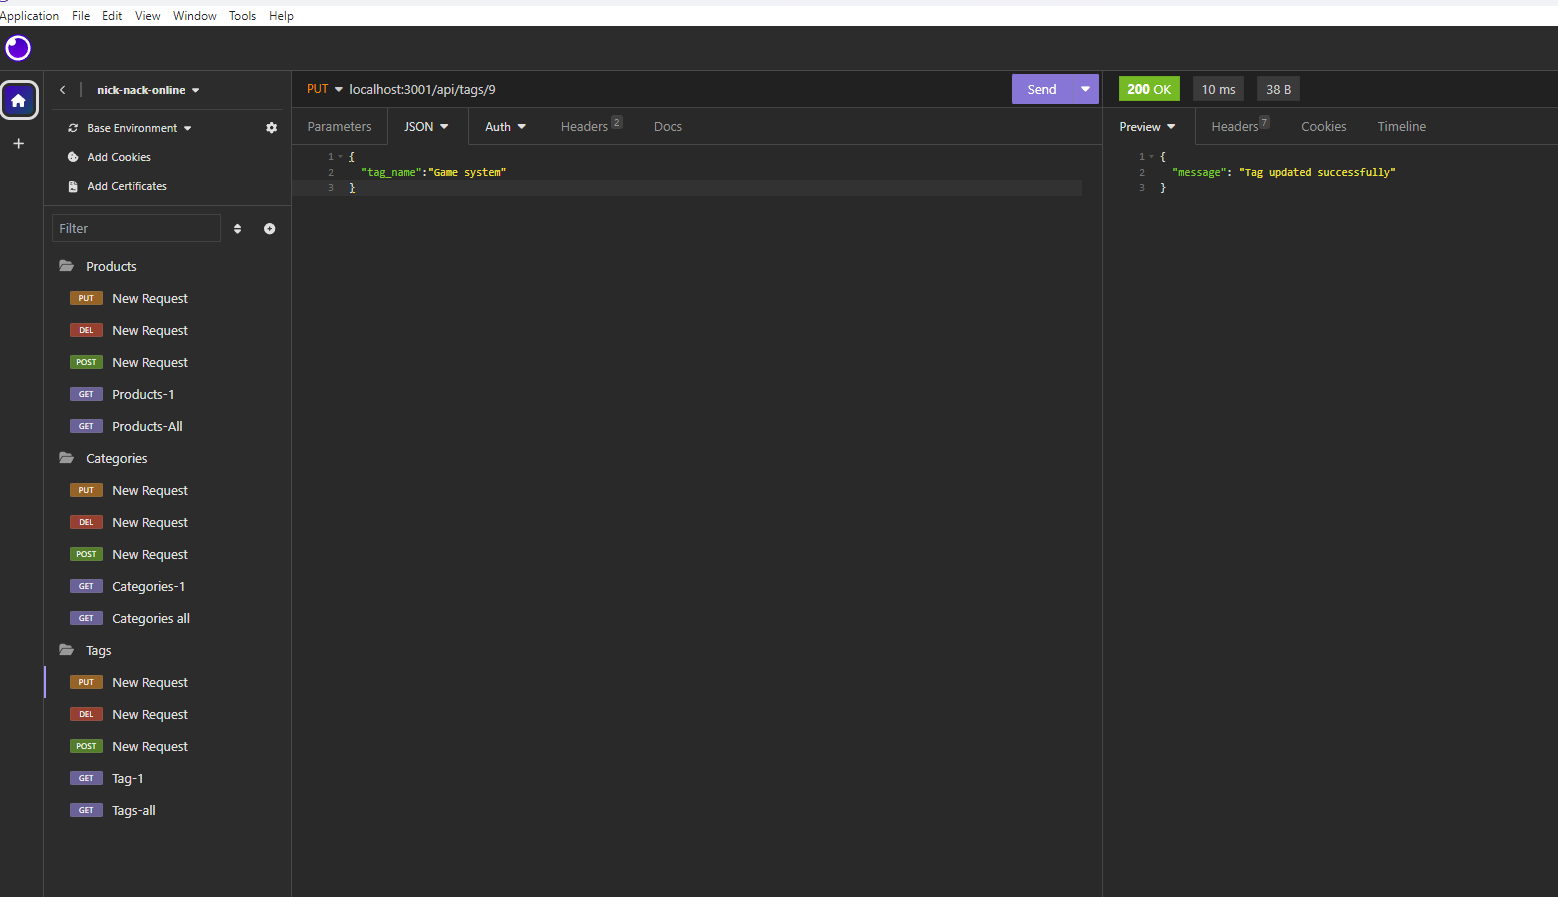 Application File Edit View Window Tools Help
nick-nack-online
Base Environment
Add Cookies
Add Certificates
Filter
Products
PUT New Request
DEL New Request
POST New Request
GET Products-1
GET Products-All
Categories
PUT New Request
DEL New Request
POST New Request
GET Categories-1
GET Categories all
Tags
PUT New Request
DEL New Request
POST New Request
GET Tag-1
GET Tags-all
PUT localhost:3001/api/tags/9 Send
Parameters JSON Auth Headers 2 Docs
1 {
2 "tag_name":"Game system"
3 }
200 OK 10 ms 38 B
Preview Headers 7 Cookies Timeline
1 {
2 "message": "Tag updated successfully"
3 }